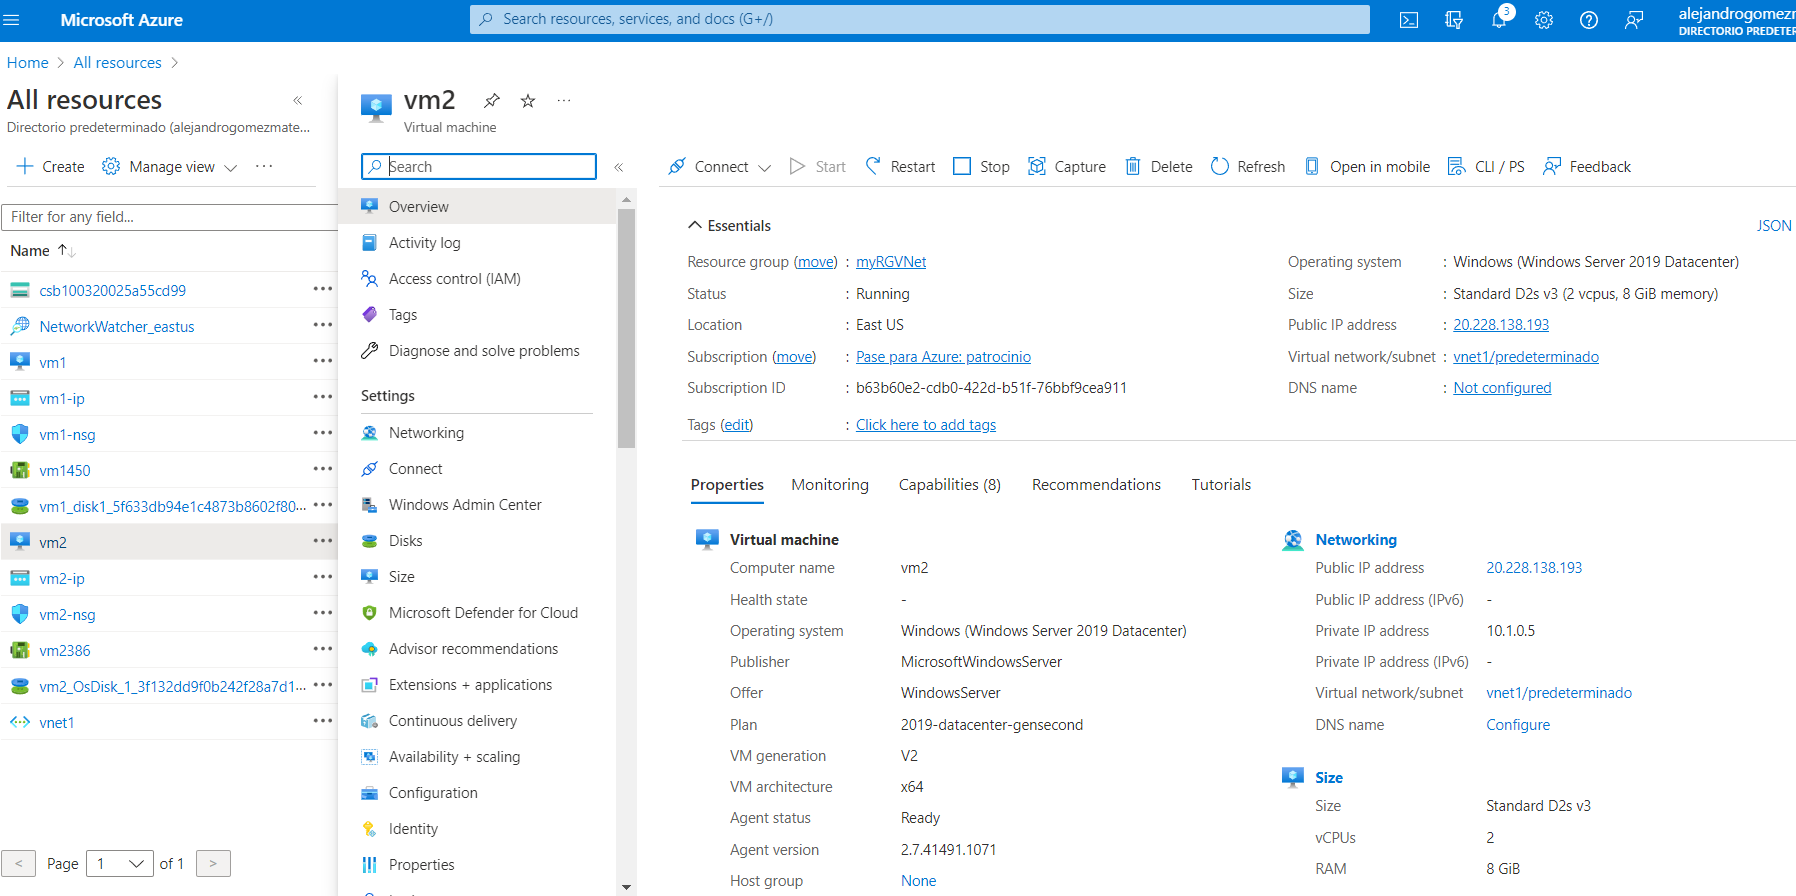 Microsoft Azure
Search resources, services, and docs (G+/)
3
alejandrogomezm
DIRECTORIO PREDETER
Home > All resources >
All resources
Directorio predeterminado (alejandrogomezmate...
Create Manage view ...
Filter for any field...
Name
csb100320025a55cd99
NetworkWatcher_eastus
vm1
vm1-ip
vm1-nsg
vm1450
vm1_disk1_5f633db94e1c4873b8602f80...
vm2
vm2-ip
vm2-nsg
vm2386
vm2_OsDisk_1_3f132dd9f0b242f28a7d1...
vnet1
< Page 1 of 1 >
vm2
Virtual machine
Search
Overview
Activity log
Access control (IAM)
Tags
Diagnose and solve problems
Settings
Networking
Connect
Windows Admin Center
Disks
Size
Microsoft Defender for Cloud
Advisor recommendations
Extensions + applications
Continuous delivery
Availability + scaling
Configuration
Identity
Properties
Connect Start Restart Stop Capture Delete Refresh Open in mobile CLI / PS Feedback
Essentials
JSON
Resource group (move) : myRGVNet
Status : Running
Location : East US
Subscription (move) : Pase para Azure: patrocinio
Subscription ID : b63b60e2-cdb0-422d-b51f-76bbf9cea911
Tags (edit) : Click here to add tags
Operating system : Windows (Windows Server 2019 Datacenter)
Size : Standard D2s v3 (2 vcpus, 8 GiB memory)
Public IP address : 20.228.138.193
Virtual network/subnet : vnet1/predeterminado
DNS name : Not configured
Properties Monitoring Capabilities (8) Recommendations Tutorials
Virtual machine
Computer name vm2
Health state -
Operating system Windows (Windows Server 2019 Datacenter)
Publisher MicrosoftWindowsServer
Offer WindowsServer
Plan 2019-datacenter-gensecond
VM generation V2
VM architecture x64
Agent status Ready
Agent version 2.7.41491.1071
Host group None
Networking
Public IP address 20.228.138.193
Public IP address (IPv6) -
Private IP address 10.1.0.5
Private IP address (IPv6) -
Virtual network/subnet vnet1/predeterminado
DNS name Configure
Size
Size Standard D2s v3
vCPUs 2
RAM 8 GiB